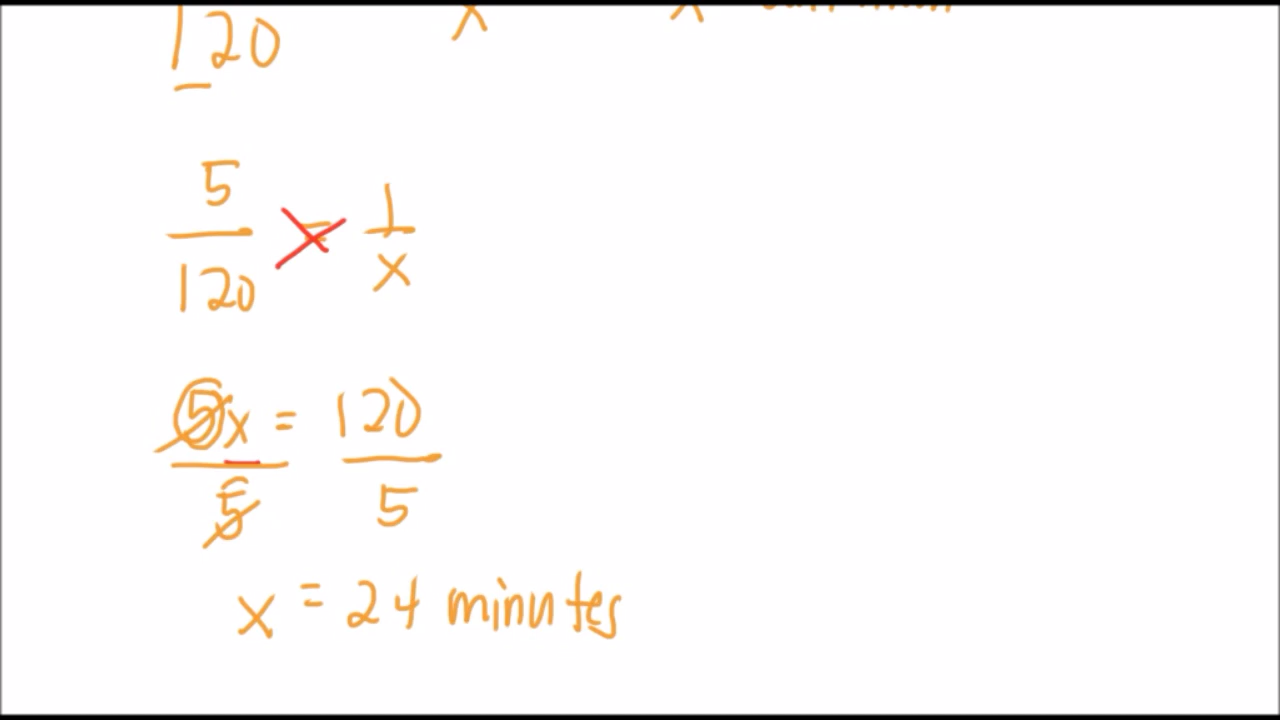 120 x x
5/120 = 1/x
5x/5 = 120/5
x = 24 minutes